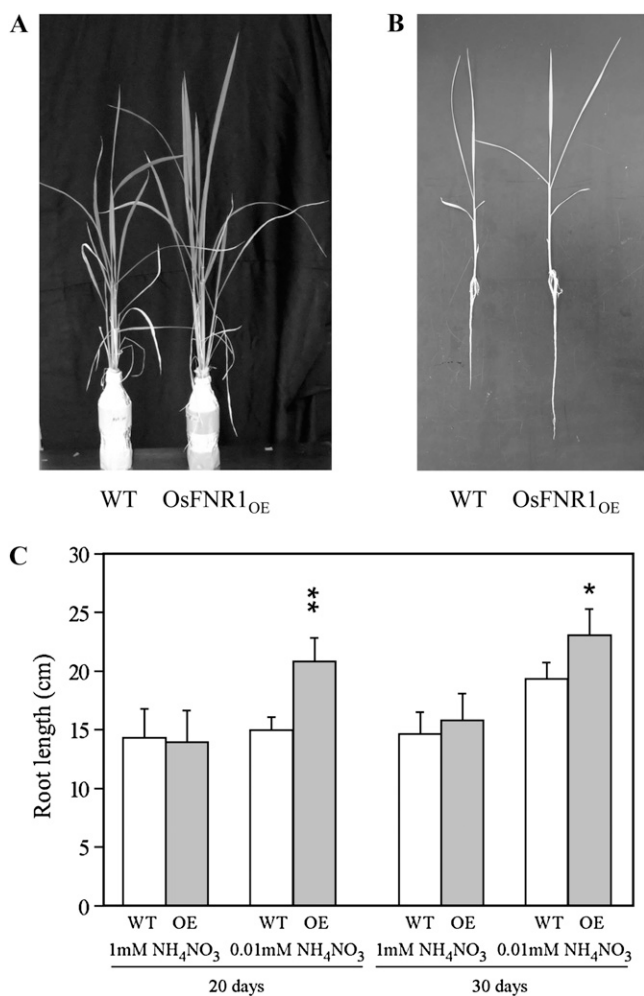 A
B
WT OsFNR1OE
WT OsFNR1OE
C
Root length (cm)
30
25
20
15
10
5
0
**
*
WT OE WT OE WT OE WT OE
1mM NH4NO3 0.01mM NH4NO3 1mM NH4NO3 0.01mM NH4NO3
20 days 30 days